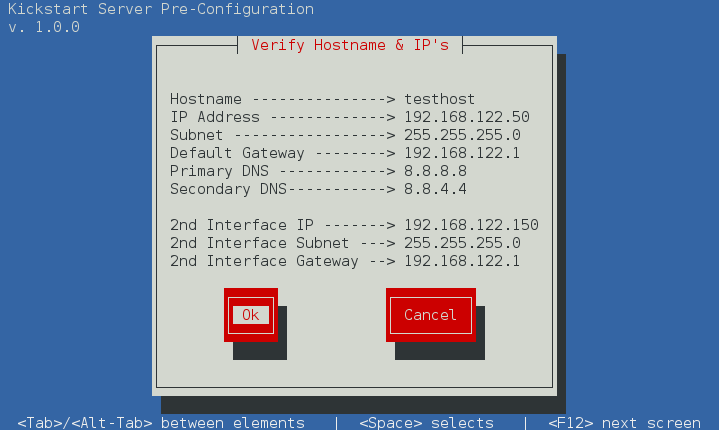 Kickstart Server Pre-Configuration
v. 1.0.0
Verify Hostname & IP's
Hostname ---------------> testhost
IP Address -------------> 192.168.122.50
Subnet -----------------> 255.255.255.0
Default Gateway --------> 192.168.122.1
Primary DNS ------------> 8.8.8.8
Secondary DNS-----------> 8.8.4.4
2nd Interface IP -------> 192.168.122.150
2nd Interface Subnet ---> 255.255.255.0
2nd Interface Gateway --> 192.168.122.1
Ok Cancel
<Tab>/<Alt-Tab> between elements | <Space> selects | <F12> next screen